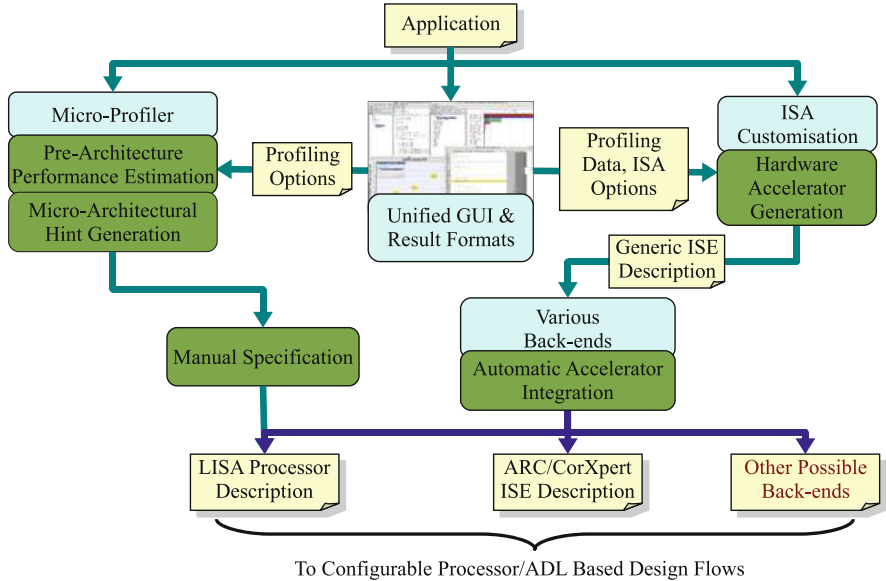 Application
Micro-Profiler
Pre-Architecture
Performance Estimation
Micro-Architectural
Hint Generation
Profiling
Options
Unified GUI &
Result Formats
Profiling
Data, ISA
Options
ISA
Customisation
Hardware
Accelerator
Generation
Generic ISE
Description
Various
Back-ends
Manual Specification
Automatic Accelerator
Integration
LISA Processor
Description
ARC/CorXpert
ISE Description
Other Possible
Back-ends
To Configurable Processor/ADL Based Design Flows